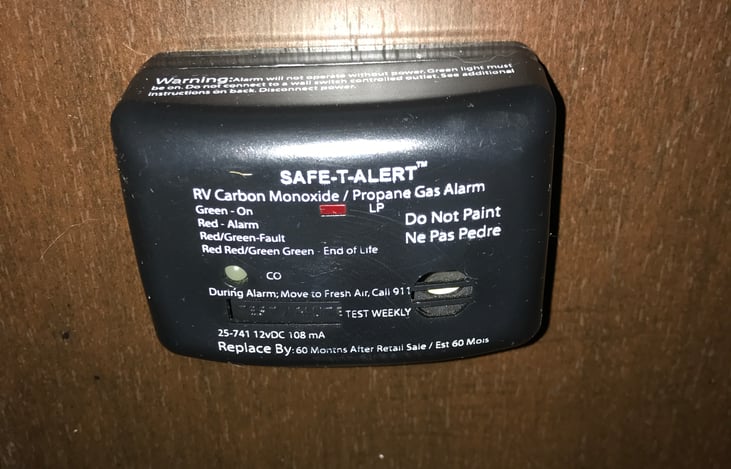 Warning: Alarm will not operate without power. Green light must
be on. Do not connect to a wall switch controlled outlet. See additional
instructions on back. Disconnect power.
SAFE-T-ALERT™
RV Carbon Monoxide / Propane Gas Alarm
Green - On
LP
Red - Alarm
Do Not Paint
Red/Green-Fault
Ne Pas Pedre
Red Red/Green Green - End of Life
CO
During Alarm; Move to Fresh Air, Call 911
TEST/MUTE
TEST WEEKLY
25-741 12vDC 108 mA
Replace By: 60 Months After Retail Sale / Est 60 Mois